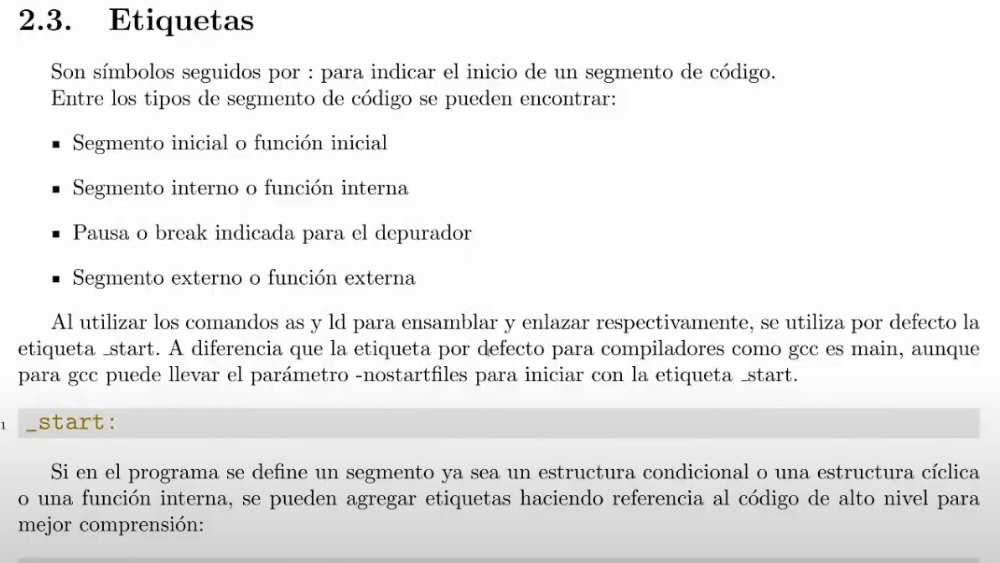 2.3. Etiquetas
Son símbolos seguidos por : para indicar el inicio de un segmento de código.
Entre los tipos de segmento de código se pueden encontrar:
▪ Segmento inicial o función inicial
▪ Segmento interno o función interna
▪ Pausa o break indicada para el depurador
▪ Segmento externo o función externa
Al utilizar los comandos as y ld para ensamblar y enlazar respectivamente, se utiliza por defecto la
etiqueta _start. A diferencia que la etiqueta por defecto para compiladores como gcc es main, aunque
para gcc puede llevar el parámetro -nostartfiles para iniciar con la etiqueta _start.
1 _start:
Si en el programa se define un segmento ya sea un estructura condicional o una estructura cíclica
o una función interna, se pueden agregar etiquetas haciendo referencia al código de alto nivel para
mejor comprensión: